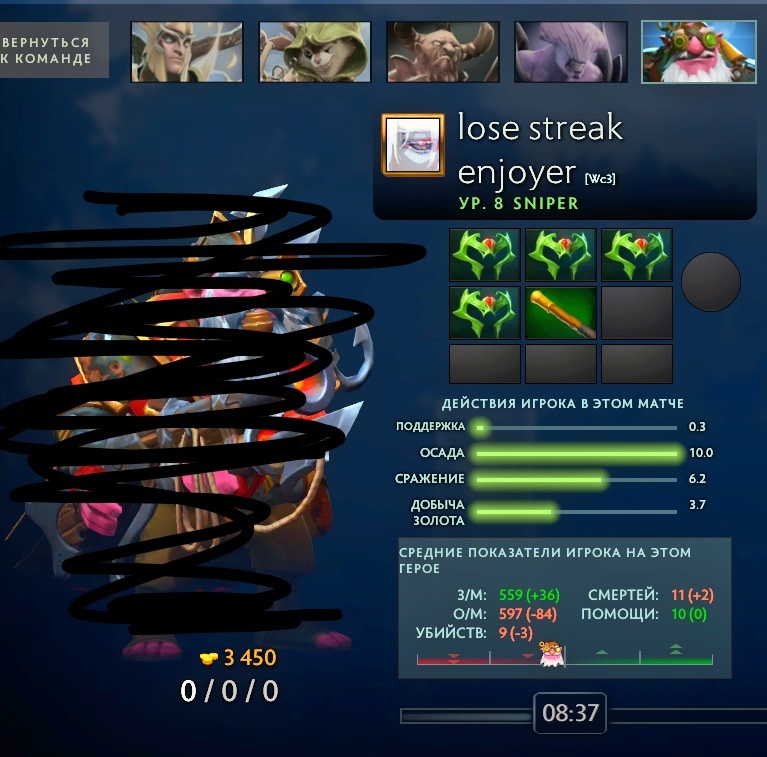 ВЕРНУТЬСЯ
К КОМАНДЕ
lose streak
enjoyer [Wc3]
УР. 8 SNIPER
ДЕЙСТВИЯ ИГРОКА В ЭТОМ МАТЧЕ
ПОДДЕРЖКА 0.3
ОСАДА 10.0
СРАЖЕНИЕ 6.2
ДОБЫЧА
ЗОЛОТА 3.7
СРЕДНИЕ ПОКАЗАТЕЛИ ИГРОКА НА ЭТОМ
ГЕРОЕ
З/М: 559 (+36) СМЕРТЕЙ: 11 (+2)
О/М: 597 (-84) ПОМОЩИ: 10 (0)
УБИЙСТВ: 9 (-3)
3 450
0 / 0 / 0
08:37